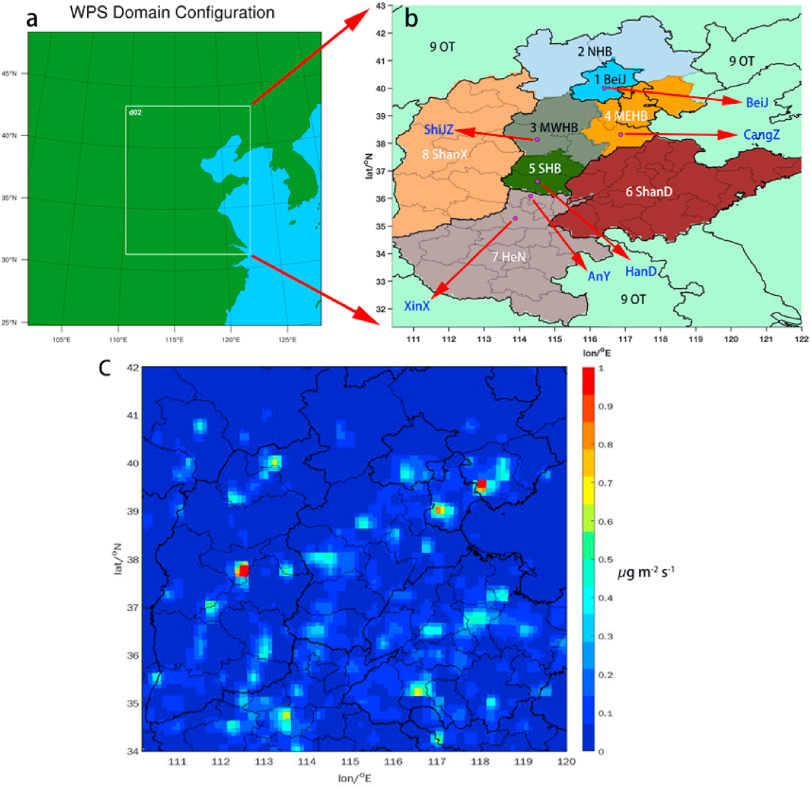 a
WPS Domain Configuration
45°N
40°N
35°N
30°N
25°N
105°E
110°E
115°E
120°E
125°E
d02
b
43
42
41
40
39
38
37
36
35
34
33
32
lat/°N
111
112
113
114
115
116
117
118
119
120
121
122
lon/°E
9 OT
2 NHB
9 OT
1 BeiJ
BeiJ
4 MEHB
ShiJZ
3 MWHB
CangZ
8 ShanX
5 SHB
6 ShanD
7 HeN
HanD
AnY
XinX
9 OT
C
42
41
40
39
38
37
36
35
34
lat/°N
111
112
113
114
115
116
117
118
119
120
lon/°E
1
0.9
0.8
0.7
0.6
0.5
0.4
0.3
0.2
0.1
0
μg m⁻² s⁻¹